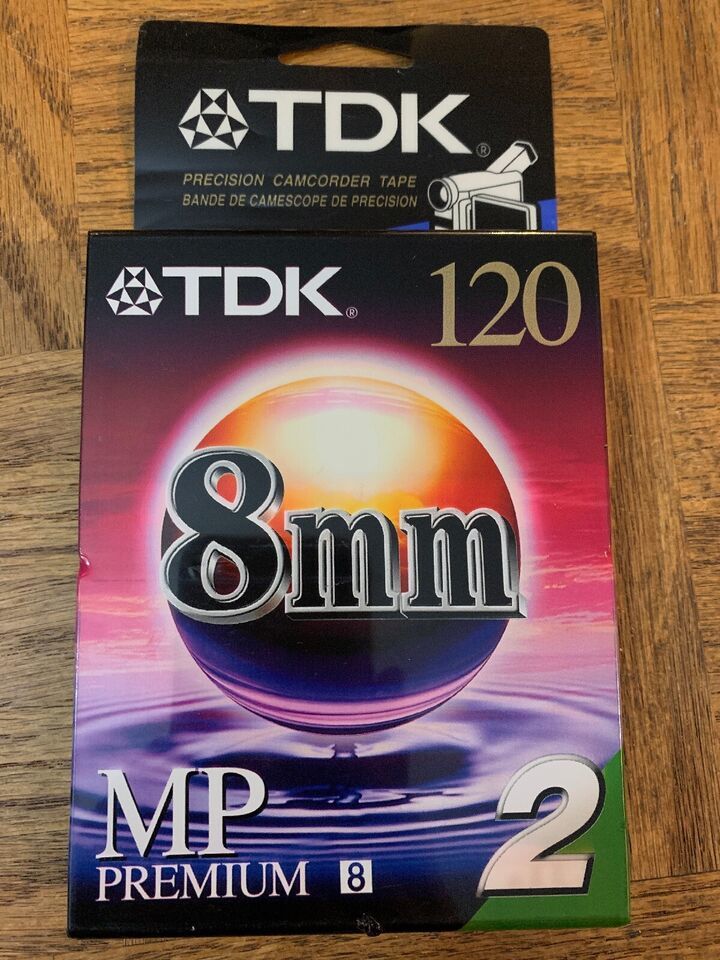 TDK®
PRECISION CAMCORDER TAPE
BANDE DE CAMESCOPE DE PRECISION
TDK®
120
8mm
MP
PREMIUM 8
2